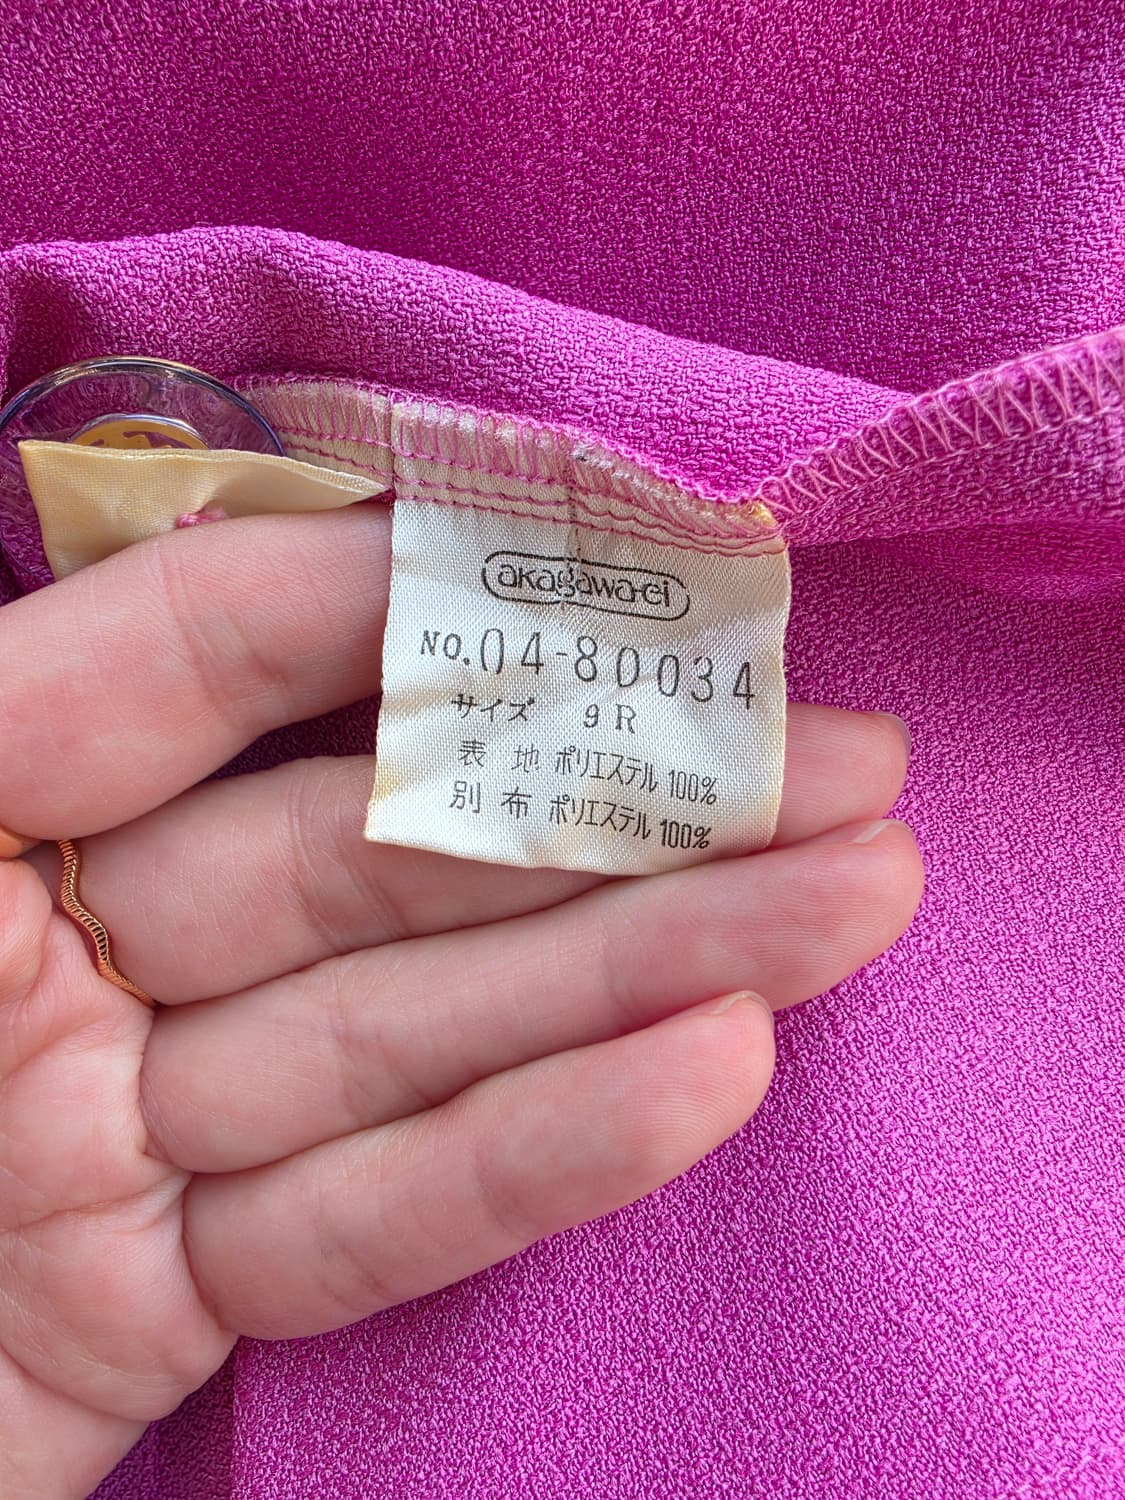 akagawa-ei
NO.04-80034
サイズ 9R
表地 ポリエステル 100%
別布 ポリエステル 100%